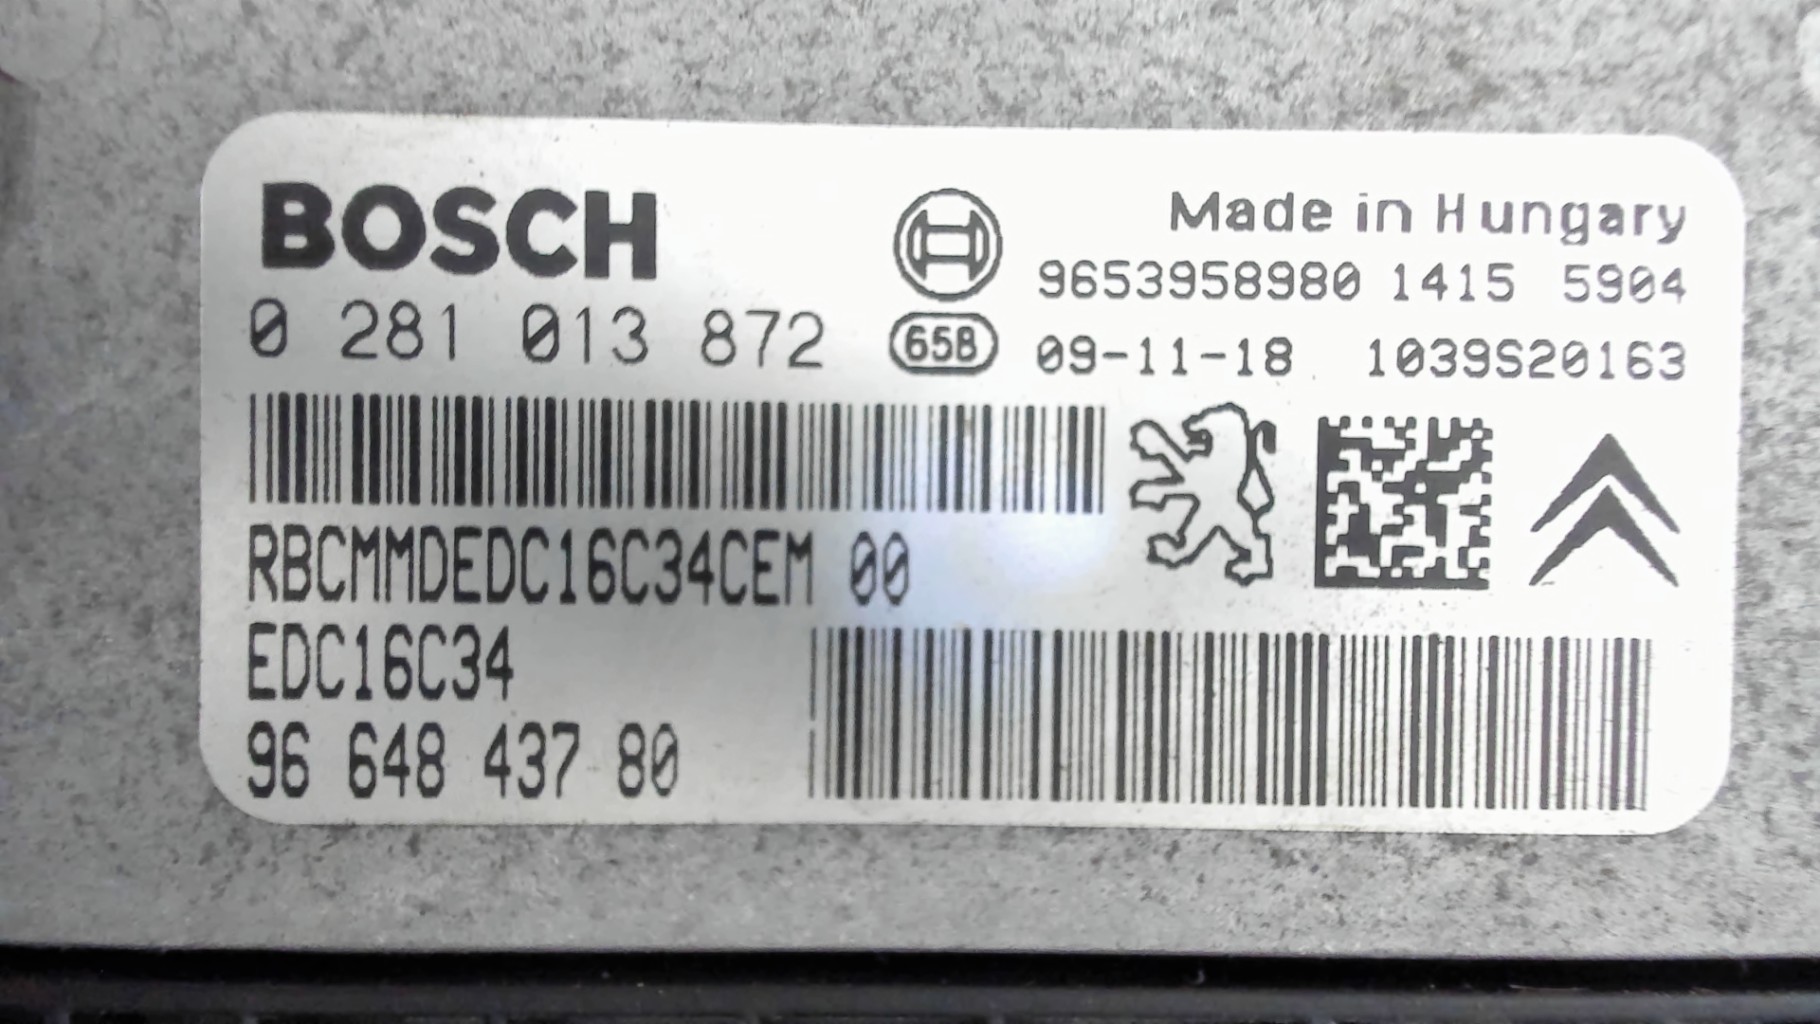 BOSCH
Made in Hungary
9653958980 1415 5904
0 281 013 872
65B
09-11-18 1039S20163
RBCMMDEDC16C34CEM 00
EDC16C34
96 648 437 80